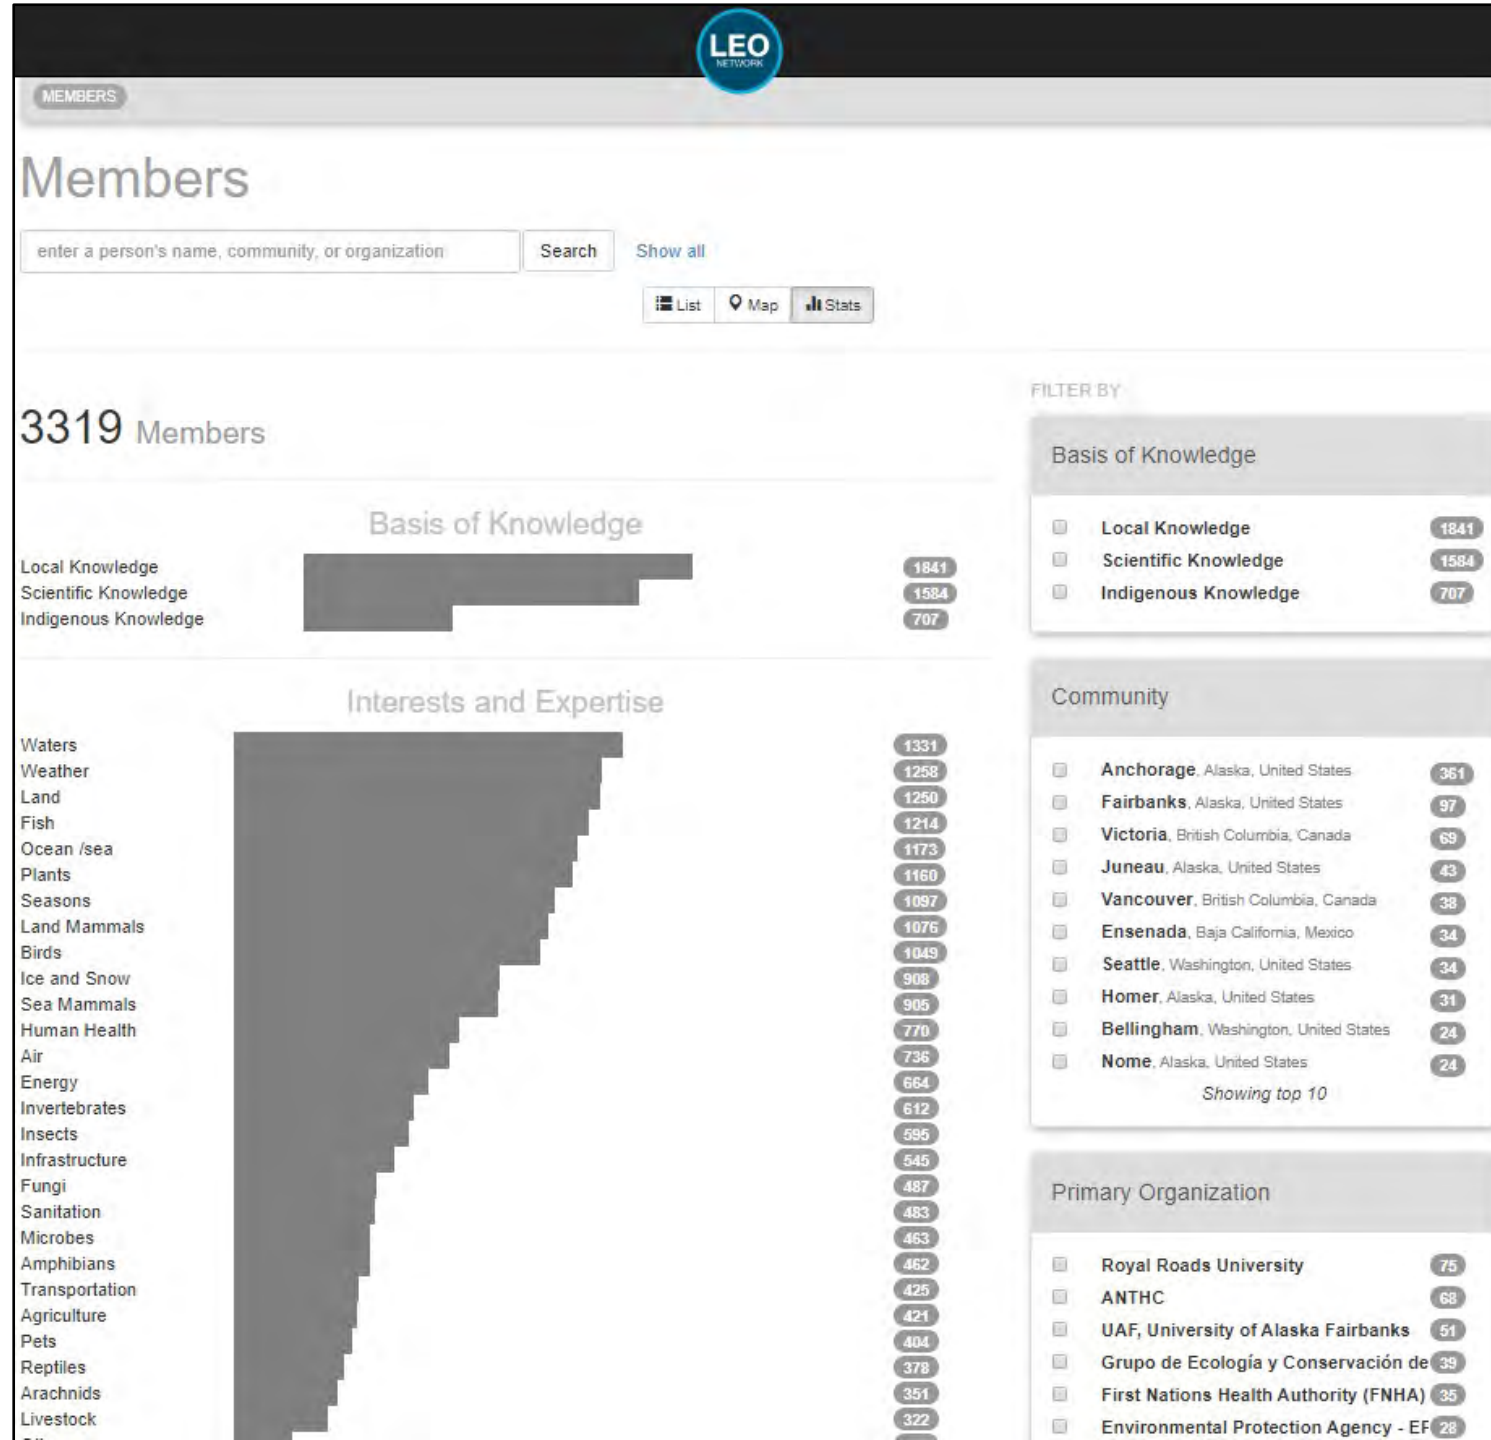 LEO
NETWORK
MEMBERS
Members
enter a person's name, community, or organization Search Show all
List Map Stats
3319 Members
Basis of Knowledge
Local Knowledge 1841
Scientific Knowledge 1584
Indigenous Knowledge 707
Interests and Expertise
Waters 1331
Weather 1258
Land 1250
Fish 1214
Ocean /sea 1173
Plants 1160
Seasons 1097
Land Mammals 1076
Birds 1049
Ice and Snow 908
Sea Mammals 905
Human Health 770
Air 736
Energy 664
Invertebrates 612
Insects 595
Infrastructure 545
Fungi 487
Sanitation 483
Microbes 463
Amphibians 462
Transportation 425
Agriculture 421
Pets 404
Reptiles 378
Arachnids 351
Livestock 322
FILTER BY
Basis of Knowledge
Local Knowledge 1841
Scientific Knowledge 1584
Indigenous Knowledge 707
Community
Anchorage, Alaska, United States 361
Fairbanks, Alaska, United States 97
Victoria, British Columbia, Canada 69
Juneau, Alaska, United States 43
Vancouver, British Columbia, Canada 38
Ensenada, Baja California, Mexico 34
Seattle, Washington, United States 34
Homer, Alaska, United States 31
Bellingham, Washington, United States 24
Nome, Alaska, United States 24
Showing top 10
Primary Organization
Royal Roads University 75
ANTHC 68
UAF, University of Alaska Fairbanks 51
Grupo de Ecología y Conservación de 39
First Nations Health Authority (FNHA) 35
Environmental Protection Agency - 28